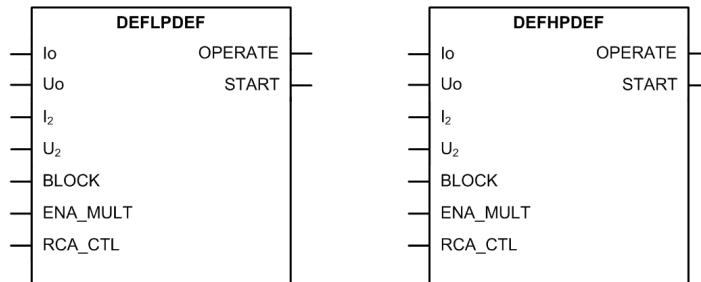 DEFLPDEF
Io OPERATE
Uo START
I₂
U₂
BLOCK
ENA_MULT
RCA_CTL
DEFHPDEF
Io OPERATE
Uo START
I₂
U₂
BLOCK
ENA_MULT
RCA_CTL